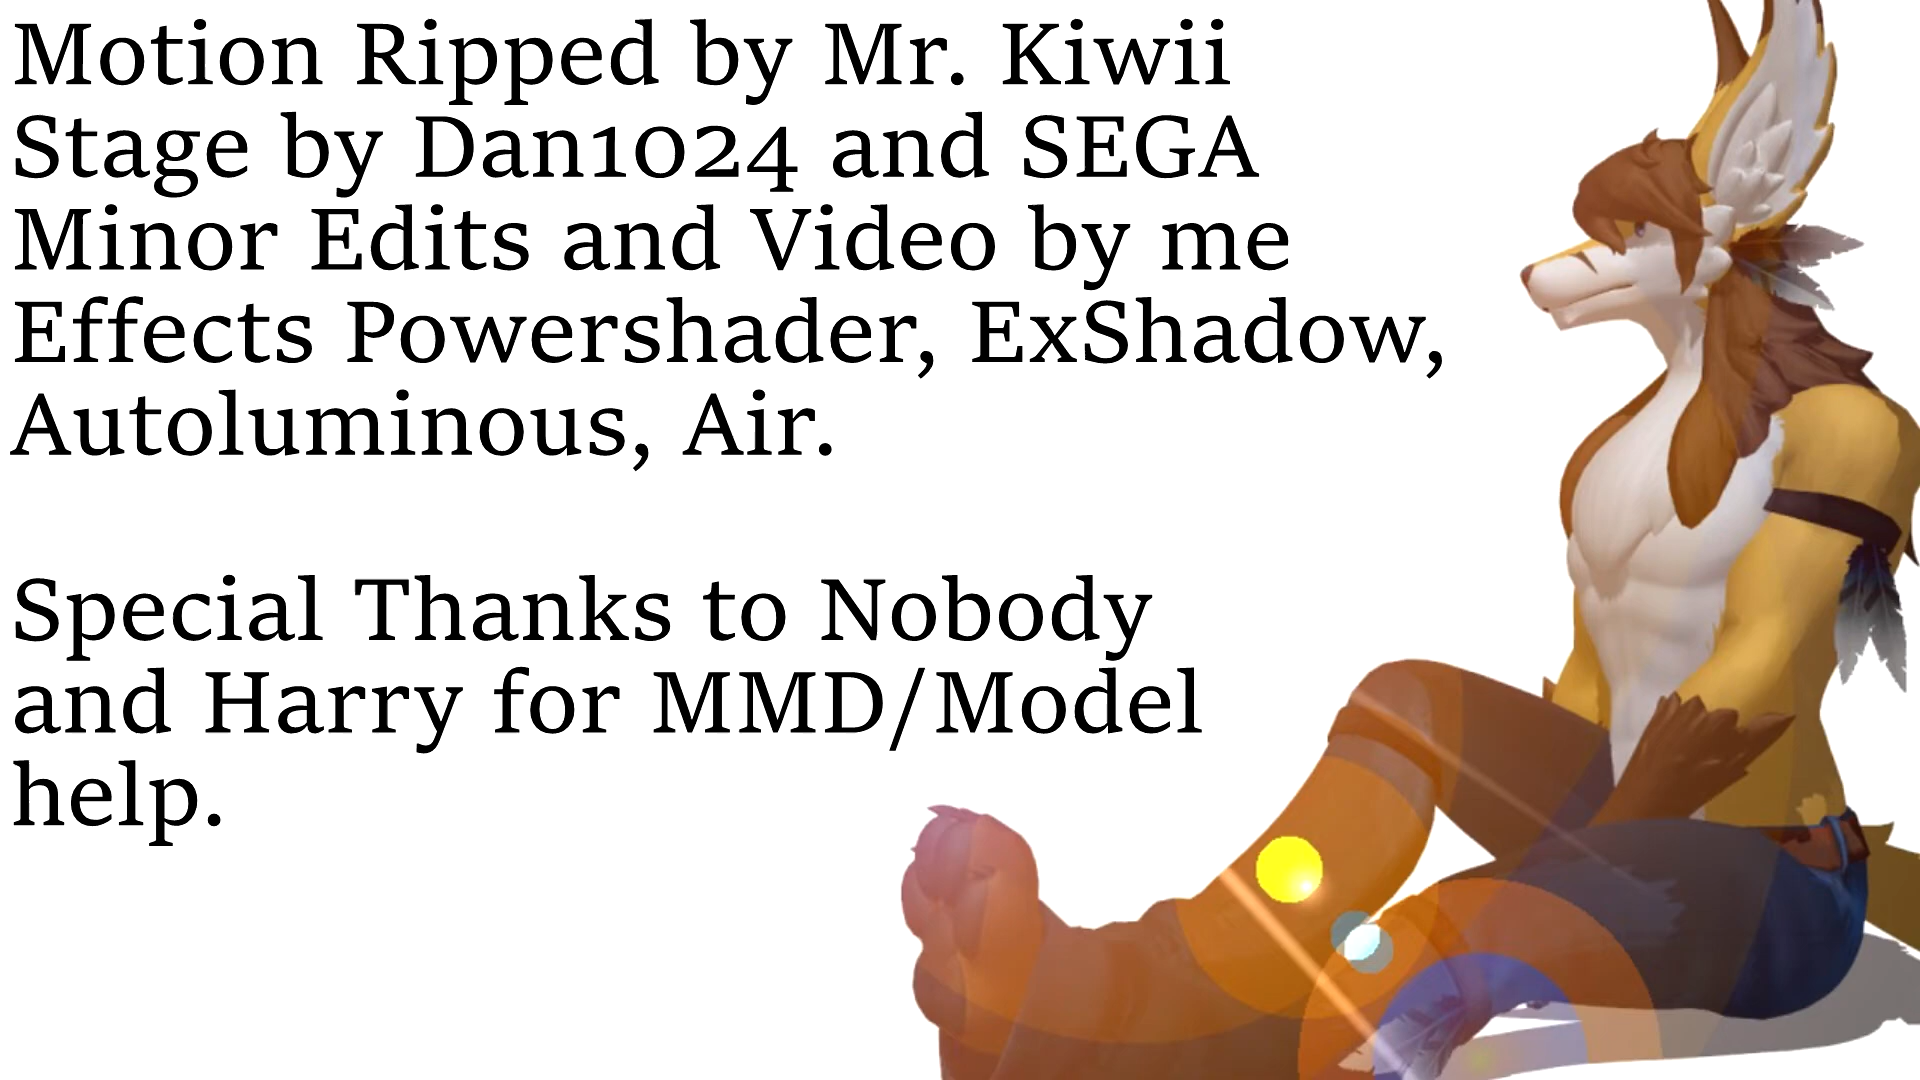 Motion Ripped by Mr. Kiwii
Stage by Dan1024 and SEGA
Minor Edits and Video by me
Effects Powershader, ExShadow,
Autoluminous, Air.
Special Thanks to Nobody
and Harry for MMD/Model
help.